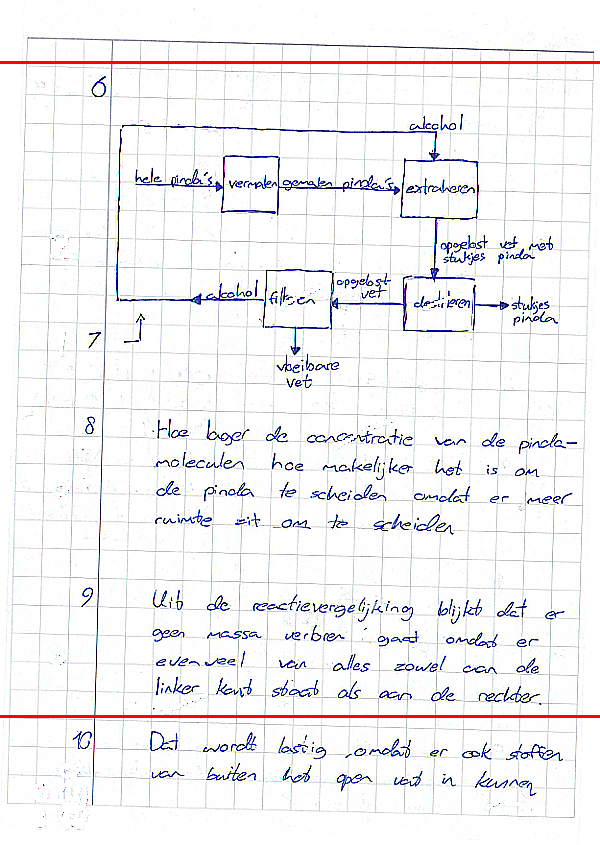 6
alcohol
hele pinda's vermalen gemalen pinda's extraheren
opgelost vet met
stukjes pinda
alcohol filtsen opgelost
vet
destileren stukjes
pinda
7
vloeibare
vet
8 Hoe lager de concentratie van de pinda-
moleculen hoe makelijker het is om
de pinda te scheiden omdat er meer
ruimte zit om te scheiden
9 Uit de reactievergelijking blijkt dat er
geen massa verloren gaat omdat er
evenveel van alles zowel aan de
linker kant staat als aan de rechter.
10 Dat wordt lastig omdat er ook stoffen
van buiten het open vat in kunnen